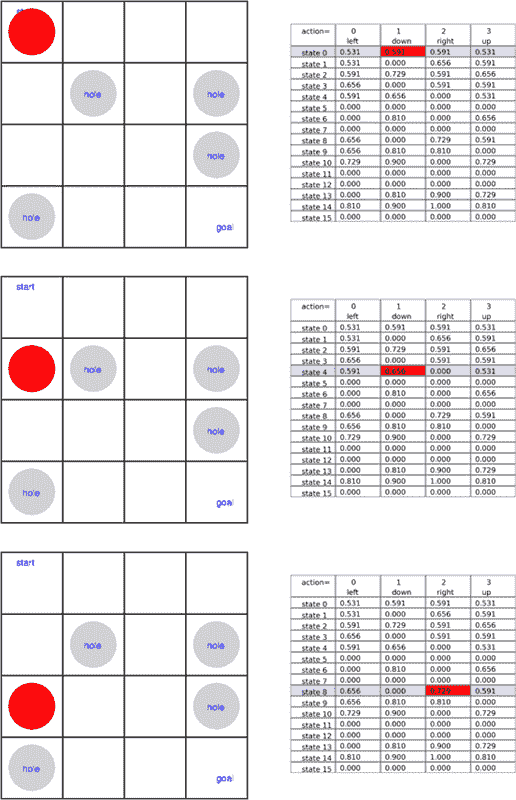 hole hole
hole
hole
goal
action= 0 1 2 3
left down right up
state 0 0.531 0.591 0.591 0.531
state 1 0.531 0.000 0.656 0.591
state 2 0.591 0.729 0.591 0.656
state 3 0.656 0.000 0.591 0.591
state 4 0.591 0.656 0.000 0.531
state 5 0.000 0.000 0.000 0.000
state 6 0.000 0.810 0.000 0.656
state 7 0.000 0.000 0.000 0.000
state 8 0.656 0.000 0.729 0.591
state 9 0.656 0.810 0.810 0.000
state 10 0.729 0.900 0.000 0.729
state 11 0.000 0.000 0.000 0.000
state 12 0.000 0.000 0.000 0.000
state 13 0.000 0.810 0.900 0.729
state 14 0.810 0.900 1.000 0.810
state 15 0.000 0.000 0.000 0.000
start
hole hole
hole
hole
goal
action= 0 1 2 3
left down right up
state 0 0.531 0.591 0.591 0.531
state 1 0.531 0.000 0.656 0.591
state 2 0.591 0.729 0.591 0.656
state 3 0.656 0.000 0.591 0.591
state 4 0.591 0.656 0.000 0.531
state 5 0.000 0.000 0.000 0.000
state 6 0.000 0.810 0.000 0.656
state 7 0.000 0.000 0.000 0.000
state 8 0.656 0.000 0.729 0.591
state 9 0.656 0.810 0.810 0.000
state 10 0.729 0.900 0.000 0.729
state 11 0.000 0.000 0.000 0.000
state 12 0.000 0.000 0.000 0.000
state 13 0.000 0.810 0.900 0.729
state 14 0.810 0.900 1.000 0.810
state 15 0.000 0.000 0.000 0.000
start
hole hole
hole
hole
goal
action= 0 1 2 3
left down right up
state 0 0.531 0.591 0.591 0.531
state 1 0.531 0.000 0.656 0.591
state 2 0.591 0.729 0.591 0.656
state 3 0.656 0.000 0.591 0.591
state 4 0.591 0.656 0.000 0.531
state 5 0.000 0.000 0.000 0.000
state 6 0.000 0.810 0.000 0.656
state 7 0.000 0.000 0.000 0.000
state 8 0.656 0.000 0.729 0.591
state 9 0.656 0.810 0.810 0.000
state 10 0.729 0.900 0.000 0.729
state 11 0.000 0.000 0.000 0.000
state 12 0.000 0.000 0.000 0.000
state 13 0.000 0.810 0.900 0.729
state 14 0.810 0.900 1.000 0.810
state 15 0.000 0.000 0.000 0.000